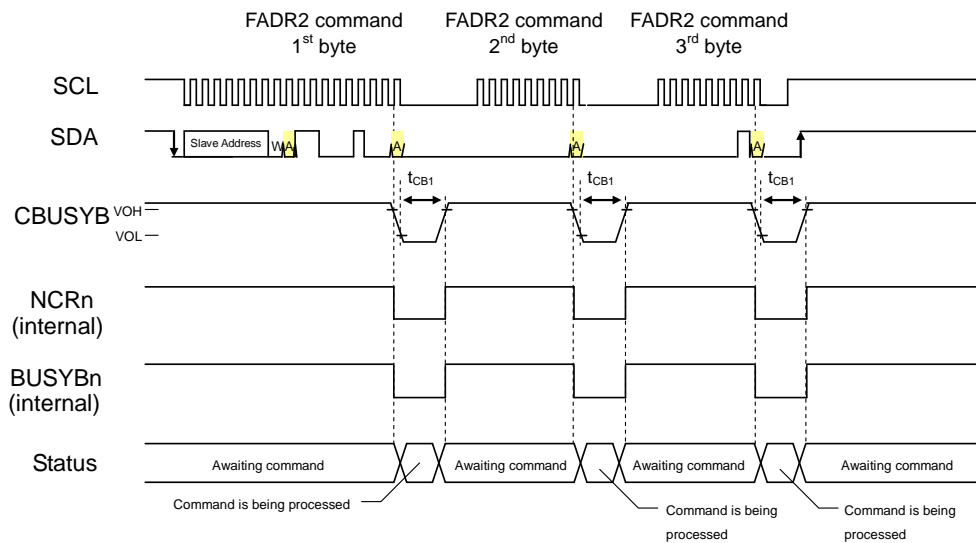 FADR2 command
1st byte
FADR2 command
2nd byte
FADR2 command
3rd byte
SCL
SDA
Slave Address
W
A
A
A
A
tCB1
tCB1
tCB1
CBUSYB
VOH
VOL
NCRn
(internal)
BUSYBn
(internal)
Status
Awaiting command
Awaiting command
Awaiting command
Awaiting command
Command is being processed
Command is being
processed
Command is being
processed